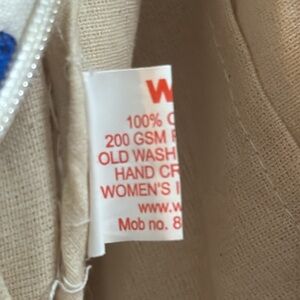 W
100% C
200 GSM F
OLD WASH
HAND CR
WOMEN'S I
www.w
Mob no. 8